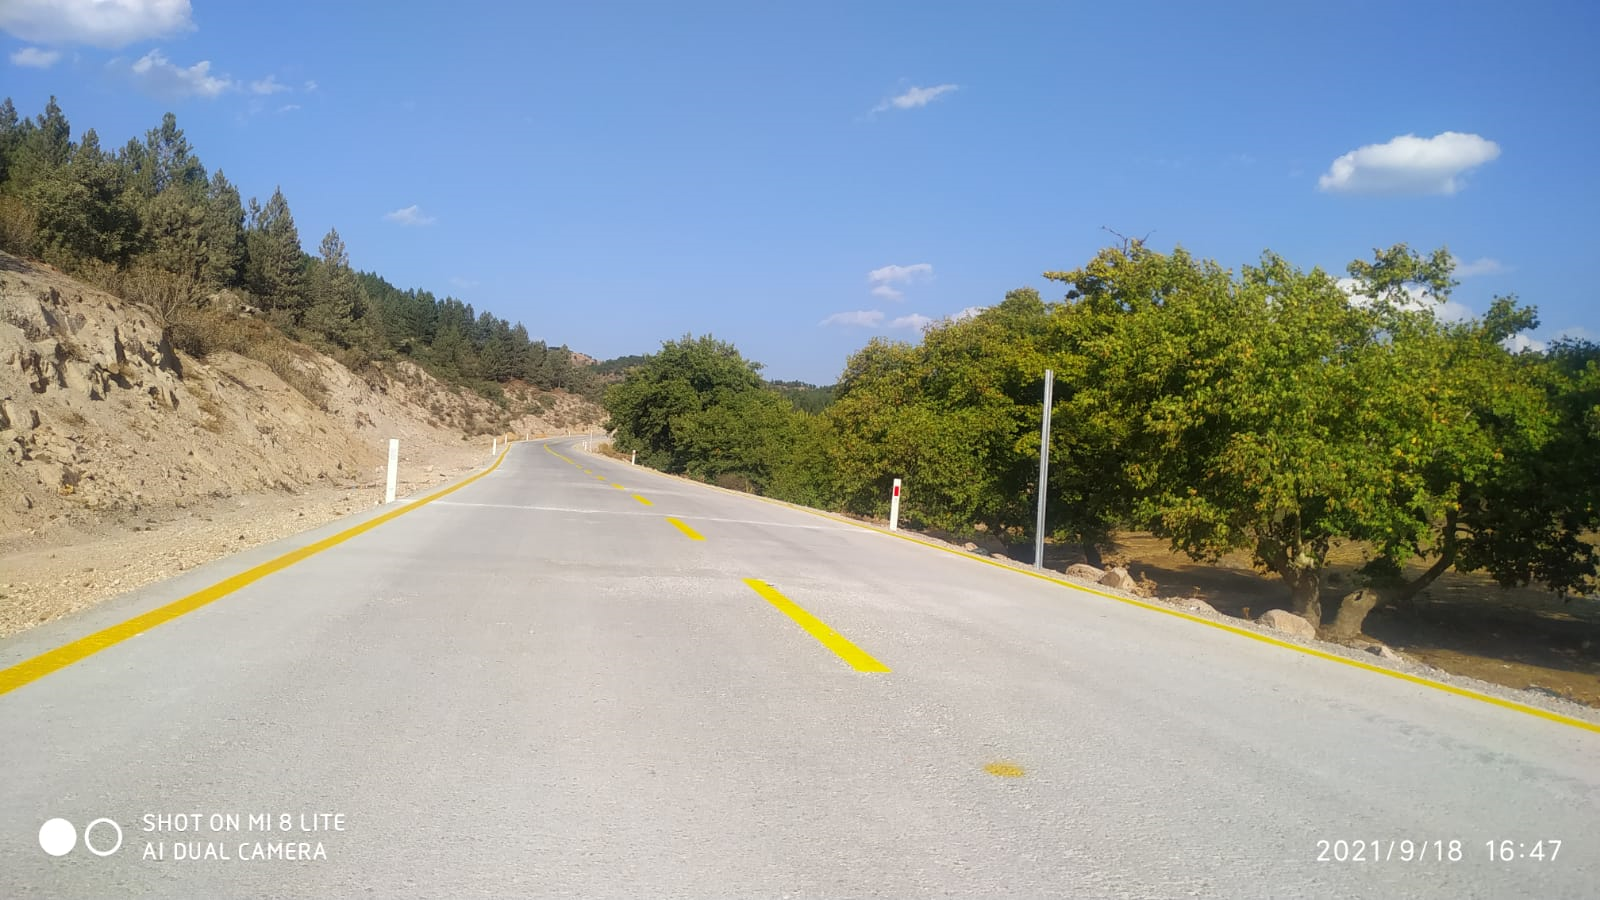 SHOT ON MI 8 LITE
AI DUAL CAMERA
2021/9/18 16:47